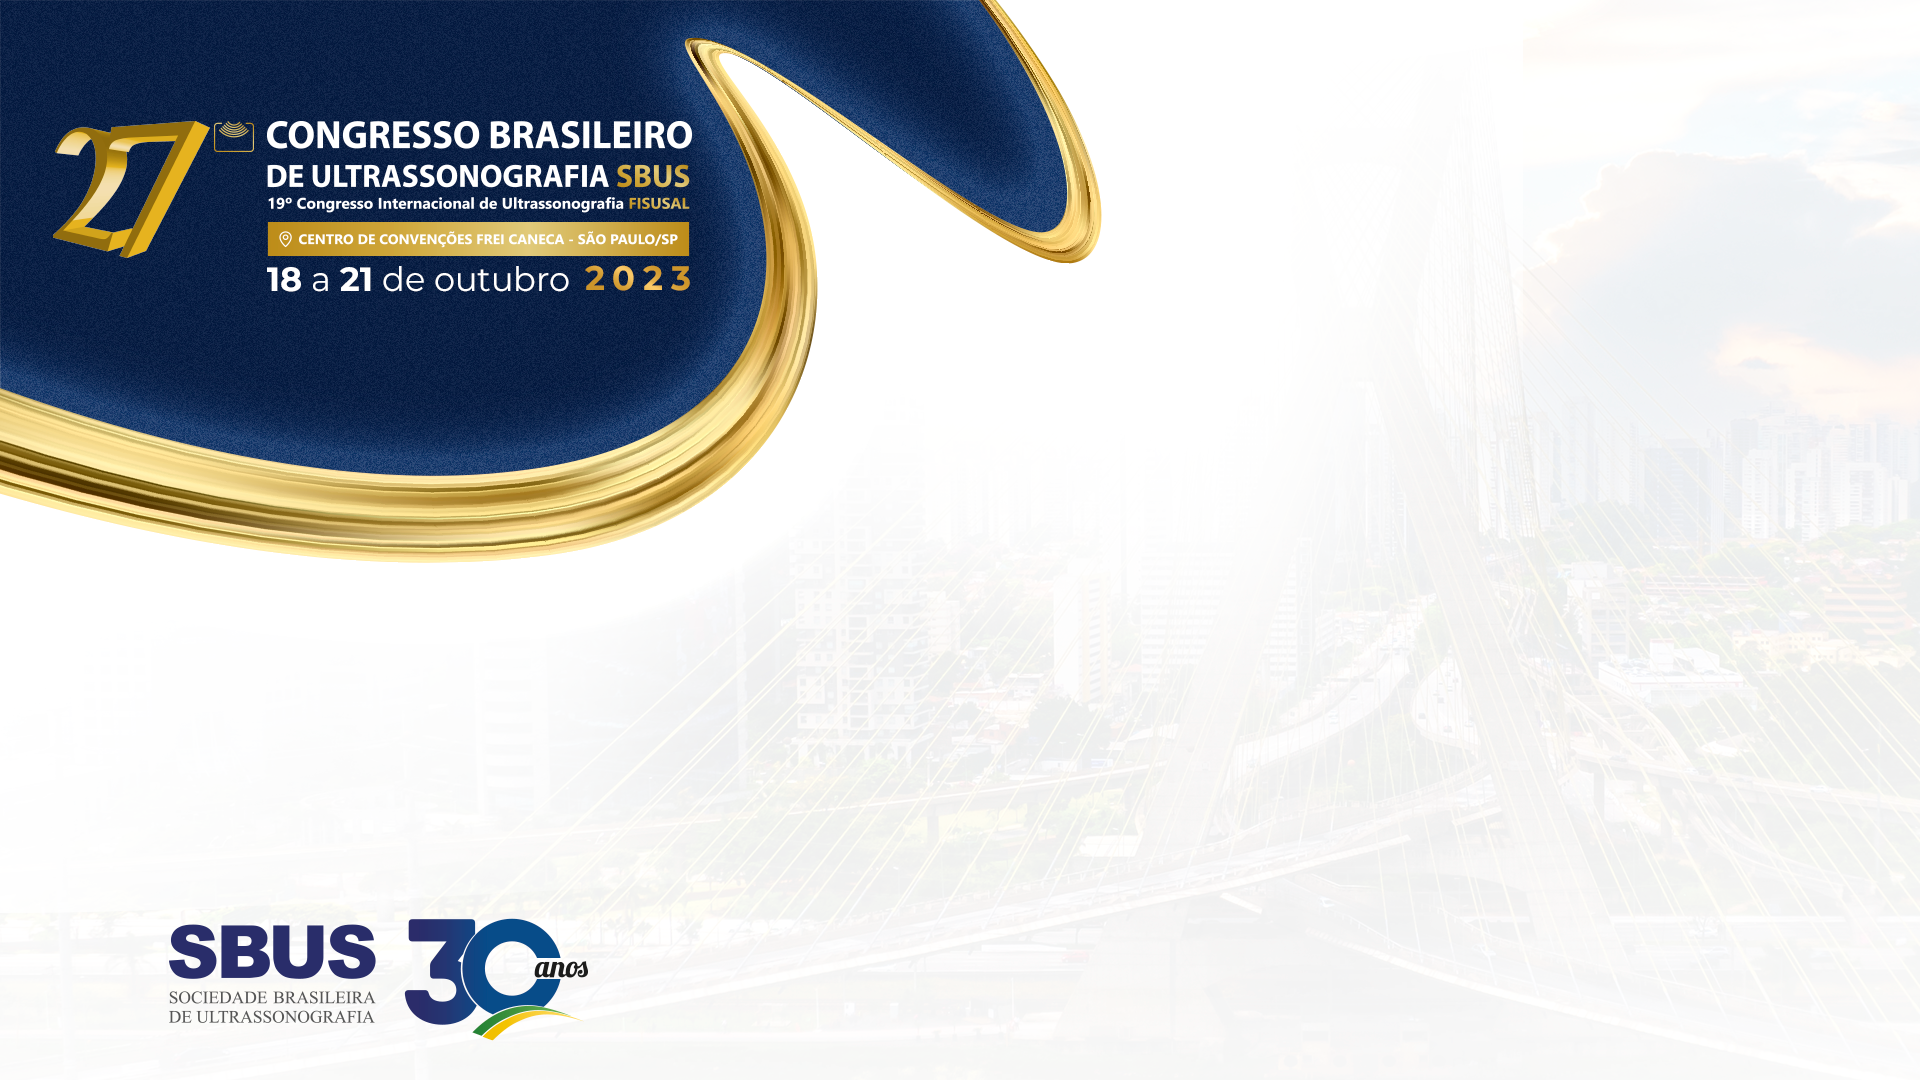 27º CONGRESSO BRASILEIRO
DE ULTRASSONOGRAFIA SBUS
19º Congresso Internacional de Ultrassonografia FISUSAL
CENTRO DE CONVENÇÕES FREI CANECA - SÃO PAULO/SP
18 a 21 de outubro 2023
SBUS
SOCIEDADE BRASILEIRA
DE ULTRASSONOGRAFIA
30 anos